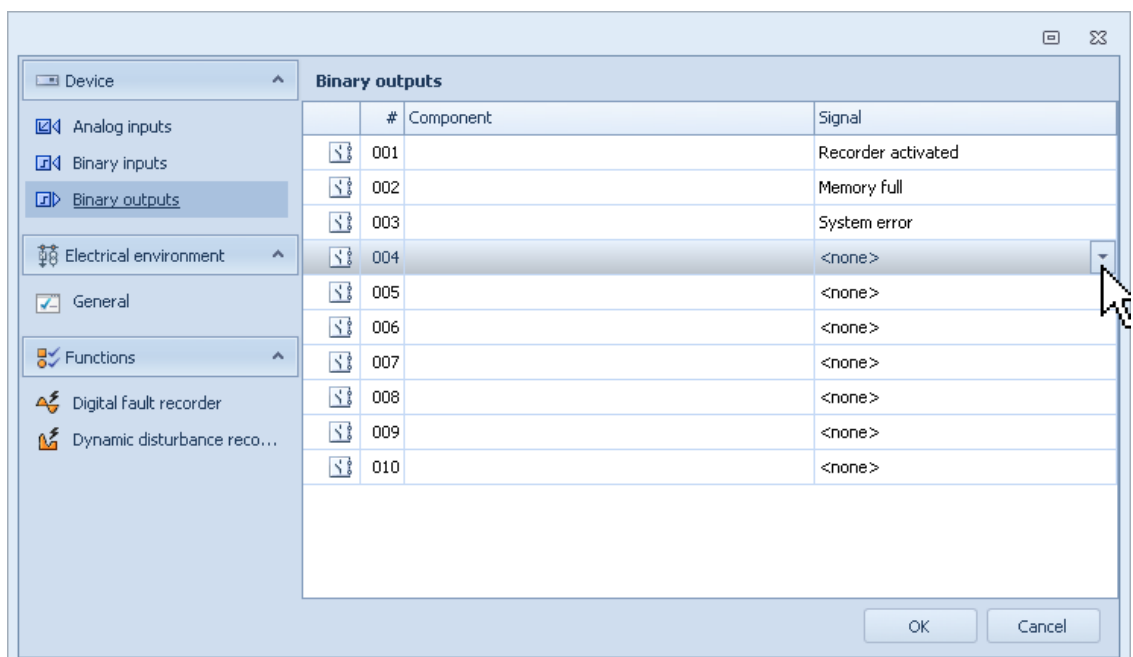 Device
Analog inputs
Binary inputs
Binary outputs
Electrical environment
General
Functions
Digital fault recorder
Dynamic disturbance reco...
Binary outputs
# Component Signal
001 Recorder activated
002 Memory full
003 System error
004 <none>
005 <none>
006 <none>
007 <none>
008 <none>
009 <none>
010 <none>
OK Cancel